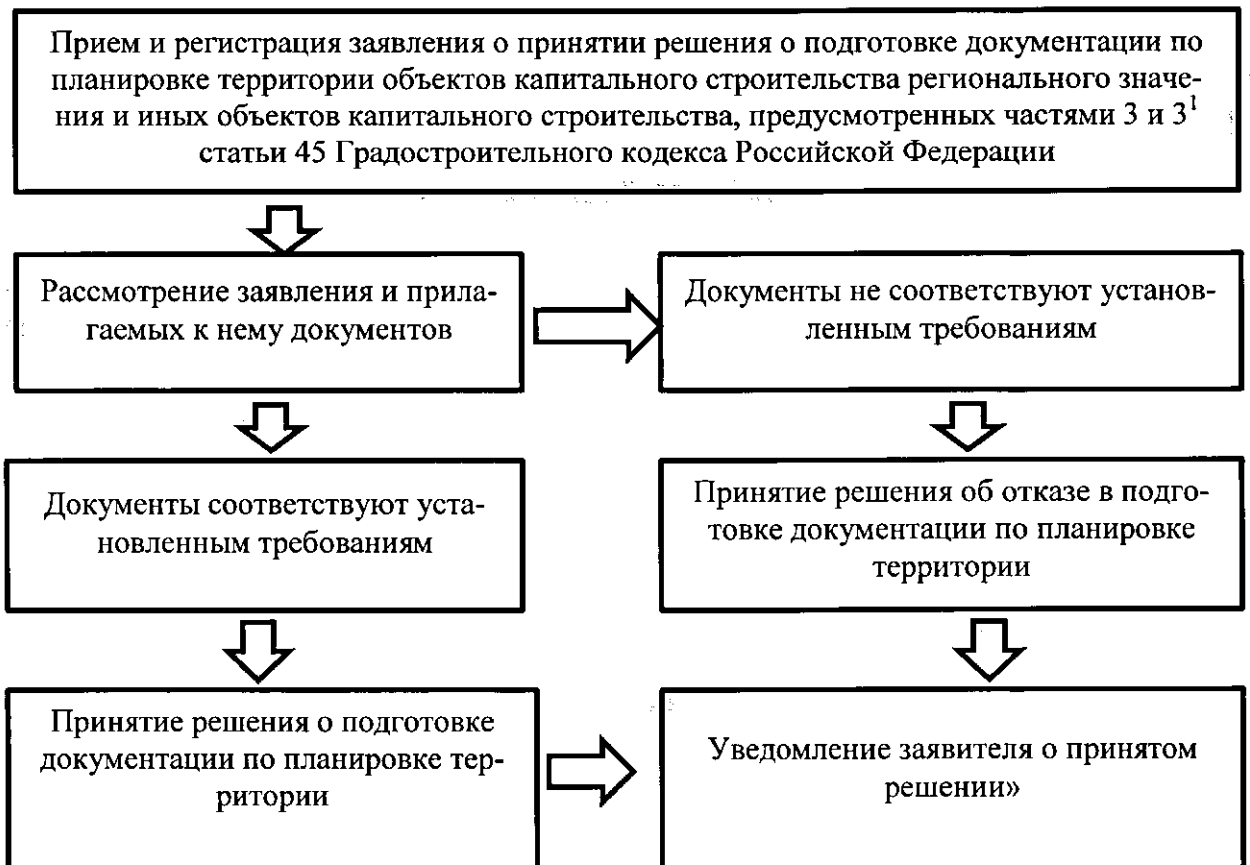 Прием и регистрация заявления о принятии решения о подготовке документации по
планировке территории объектов капитального строительства регионального значе-
ния и иных объектов капитального строительства, предусмотренных частями 3 и 3¹
статьи 45 Градостроительного кодекса Российской Федерации
Рассмотрение заявления и прила-
гаемых к нему документов
Документы не соответствуют установ-
ленным требованиям
Документы соответствуют уста-
новленным требованиям
Принятие решения об отказе в подго-
товке документации по планировке
территории
Принятие решения о подготовке
документации по планировке тер-
ритории
Уведомление заявителя о принятом
решении»